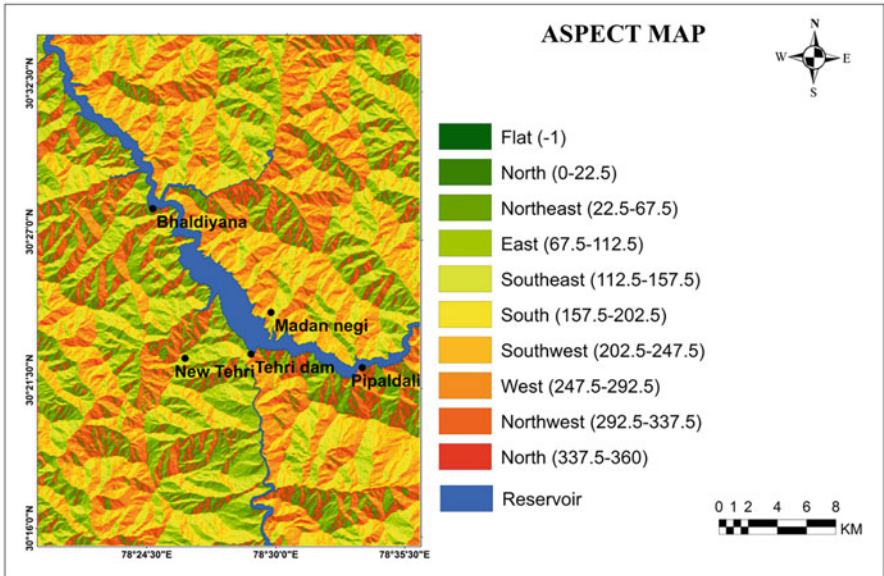 ASPECT MAP
N
W E
S
30°32'30"N
30°27'0"N
30°21'30"N
30°16'0"N
78°24'30"E
78°30'0"E
78°35'30"E
Bhaldiyana
Madan negi
New Tehri
Tehri dam
Pipaldali
Flat (-1)
North (0-22.5)
Northeast (22.5-67.5)
East (67.5-112.5)
Southeast (112.5-157.5)
South (157.5-202.5)
Southwest (202.5-247.5)
West (247.5-292.5)
Northwest (292.5-337.5)
North (337.5-360)
Reservoir
0 1 2 4 6 8
KM